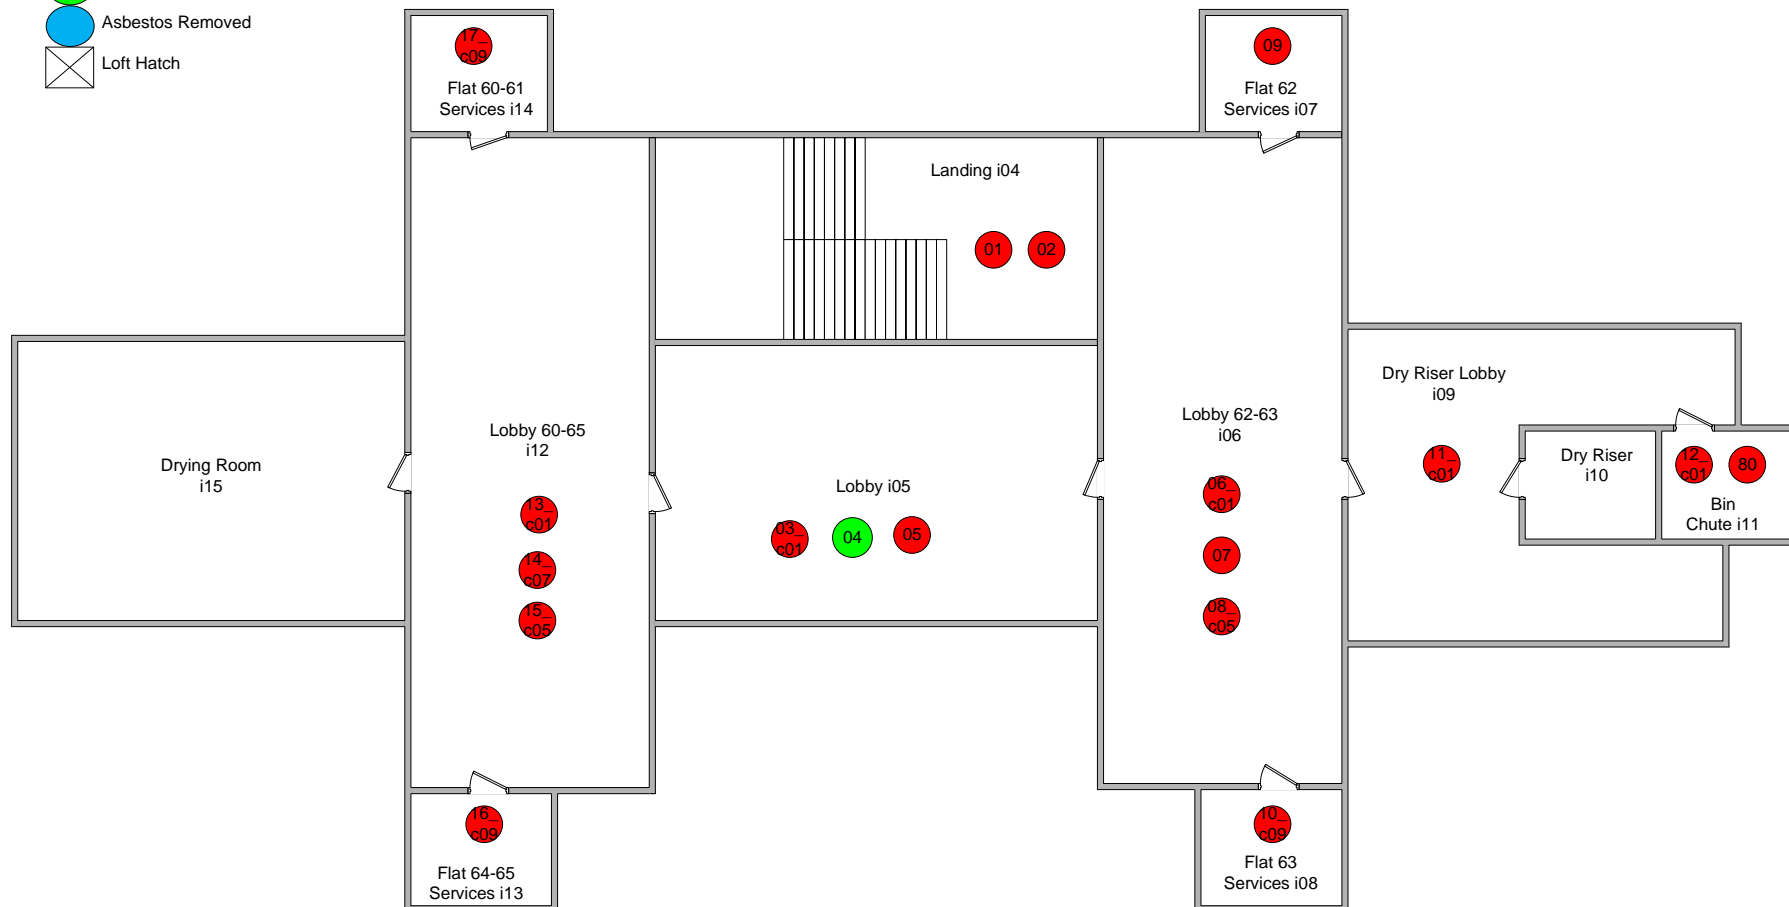 Asbestos Removed
Loft Hatch
17_
c09
Flat 60-61
Services i14
09
Flat 62
Services i07
Landing i04
01
02
Dry Riser Lobby
i09
Lobby 62-63
i06
Lobby 60-65
i12
Drying Room
i15
Lobby i05
Dry Riser
i10
11_
c01
12_
c01
80
Bin
Chute i11
06_
c01
13_
c01
03_
c01
04
05
07
14_
c07
15_
c05
08_
c05
16_
c09
Flat 64-65
Services i13
10_
c09
Flat 63
Services i08